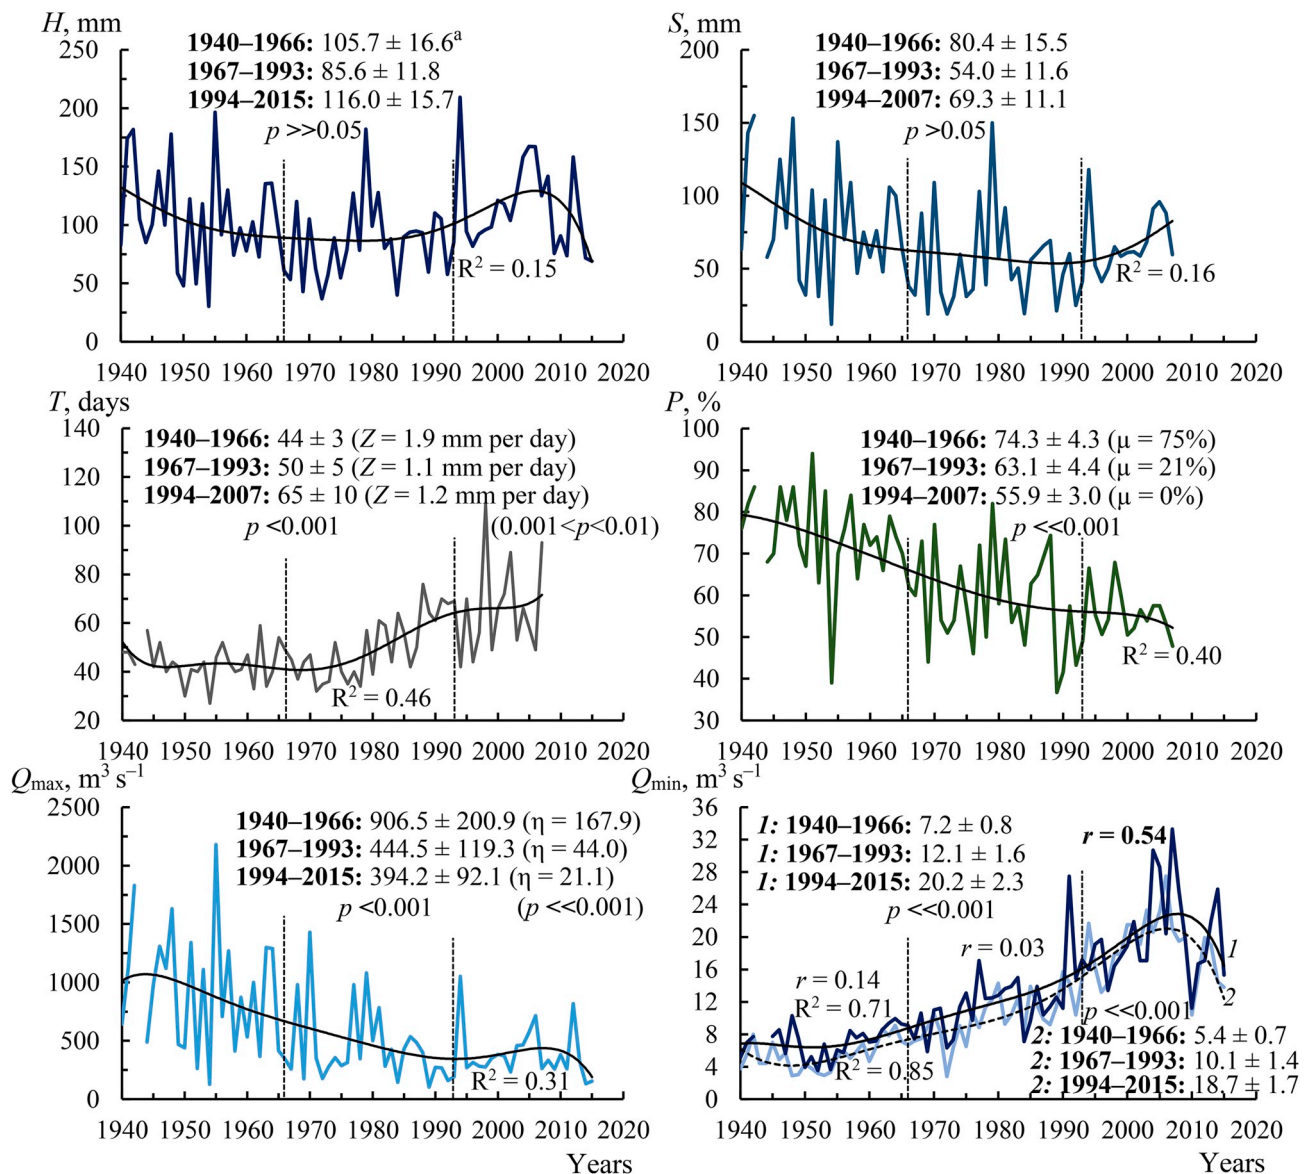 H, mm
1940–1966: 105.7 ± 16.6ᵃ
1967–1993: 85.6 ± 11.8
1994–2015: 116.0 ± 15.7
p >>0.05
R² = 0.15
250
200
150
100
50
0
1940 1950 1960 1970 1980 1990 2000 2010 2020
S, mm
1940–1966: 80.4 ± 15.5
1967–1993: 54.0 ± 11.6
1994–2007: 69.3 ± 11.1
p >0.05
R² = 0.16
200
150
100
50
0
1940 1950 1960 1970 1980 1990 2000 2010 2020
T, days
1940–1966: 44 ± 3 (Z = 1.9 mm per day)
1967–1993: 50 ± 5 (Z = 1.1 mm per day)
1994–2007: 65 ± 10 (Z = 1.2 mm per day)
p <0.001 (0.001<p<0.01)
R² = 0.46
140
120
100
80
60
40
20
1940 1950 1960 1970 1980 1990 2000 2010 2020
P, %
1940–1966: 74.3 ± 4.3 (μ = 75%)
1967–1993: 63.1 ± 4.4 (μ = 21%)
1994–2007: 55.9 ± 3.0 (μ = 0%)
p <<0.001
R² = 0.40
100
90
80
70
60
50
40
30
1940 1950 1960 1970 1980 1990 2000 2010 2020
Qmax, m³ s⁻¹
1940–1966: 906.5 ± 200.9 (η = 167.9)
1967–1993: 444.5 ± 119.3 (η = 44.0)
1994–2015: 394.2 ± 92.1 (η = 21.1)
p <0.001 (p <<0.001)
R² = 0.31
2500
2000
1500
1000
500
0
1940 1950 1960 1970 1980 1990 2000 2010 2020
Years
Qmin, m³ s⁻¹
1: 1940–1966: 7.2 ± 0.8
1: 1967–1993: 12.1 ± 1.6
1: 1994–2015: 20.2 ± 2.3
p <<0.001
r = 0.54
r = 0.03
r = 0.14
R² = 0.71
1
2
p <<0.001
R² = 0.85
2: 1940–1966: 5.4 ± 0.7
2: 1967–1993: 10.1 ± 1.4
2: 1994–2015: 18.7 ± 1.7
36
32
28
24
20
16
12
8
4
0
1940 1950 1960 1970 1980 1990 2000 2010 2020
Years